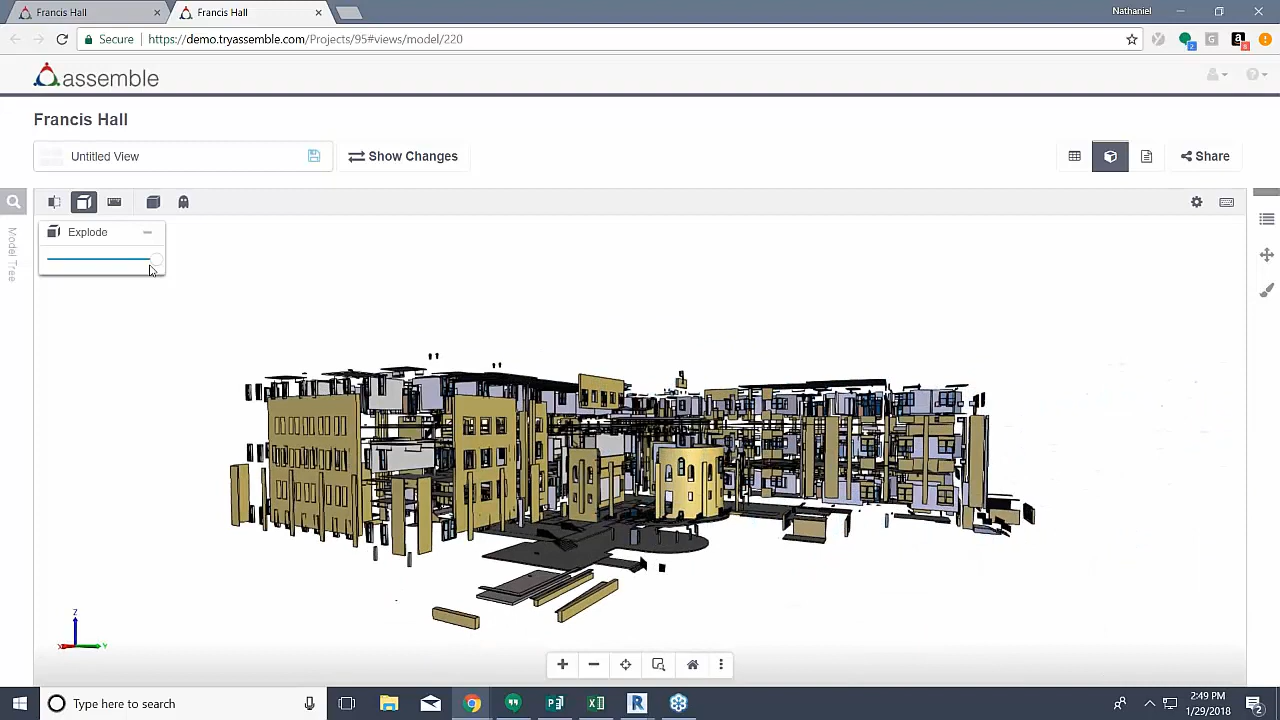 Francis Hall
Francis Hall
Nathaniel
Secure
https://demo.tryassemble.com/Projects/95#views/model/220
assemble
Francis Hall
Untitled View
Show Changes
Share
Model Tree
Explode
Z
X
Y
Type here to search
2:49 PM
1/29/2018
2